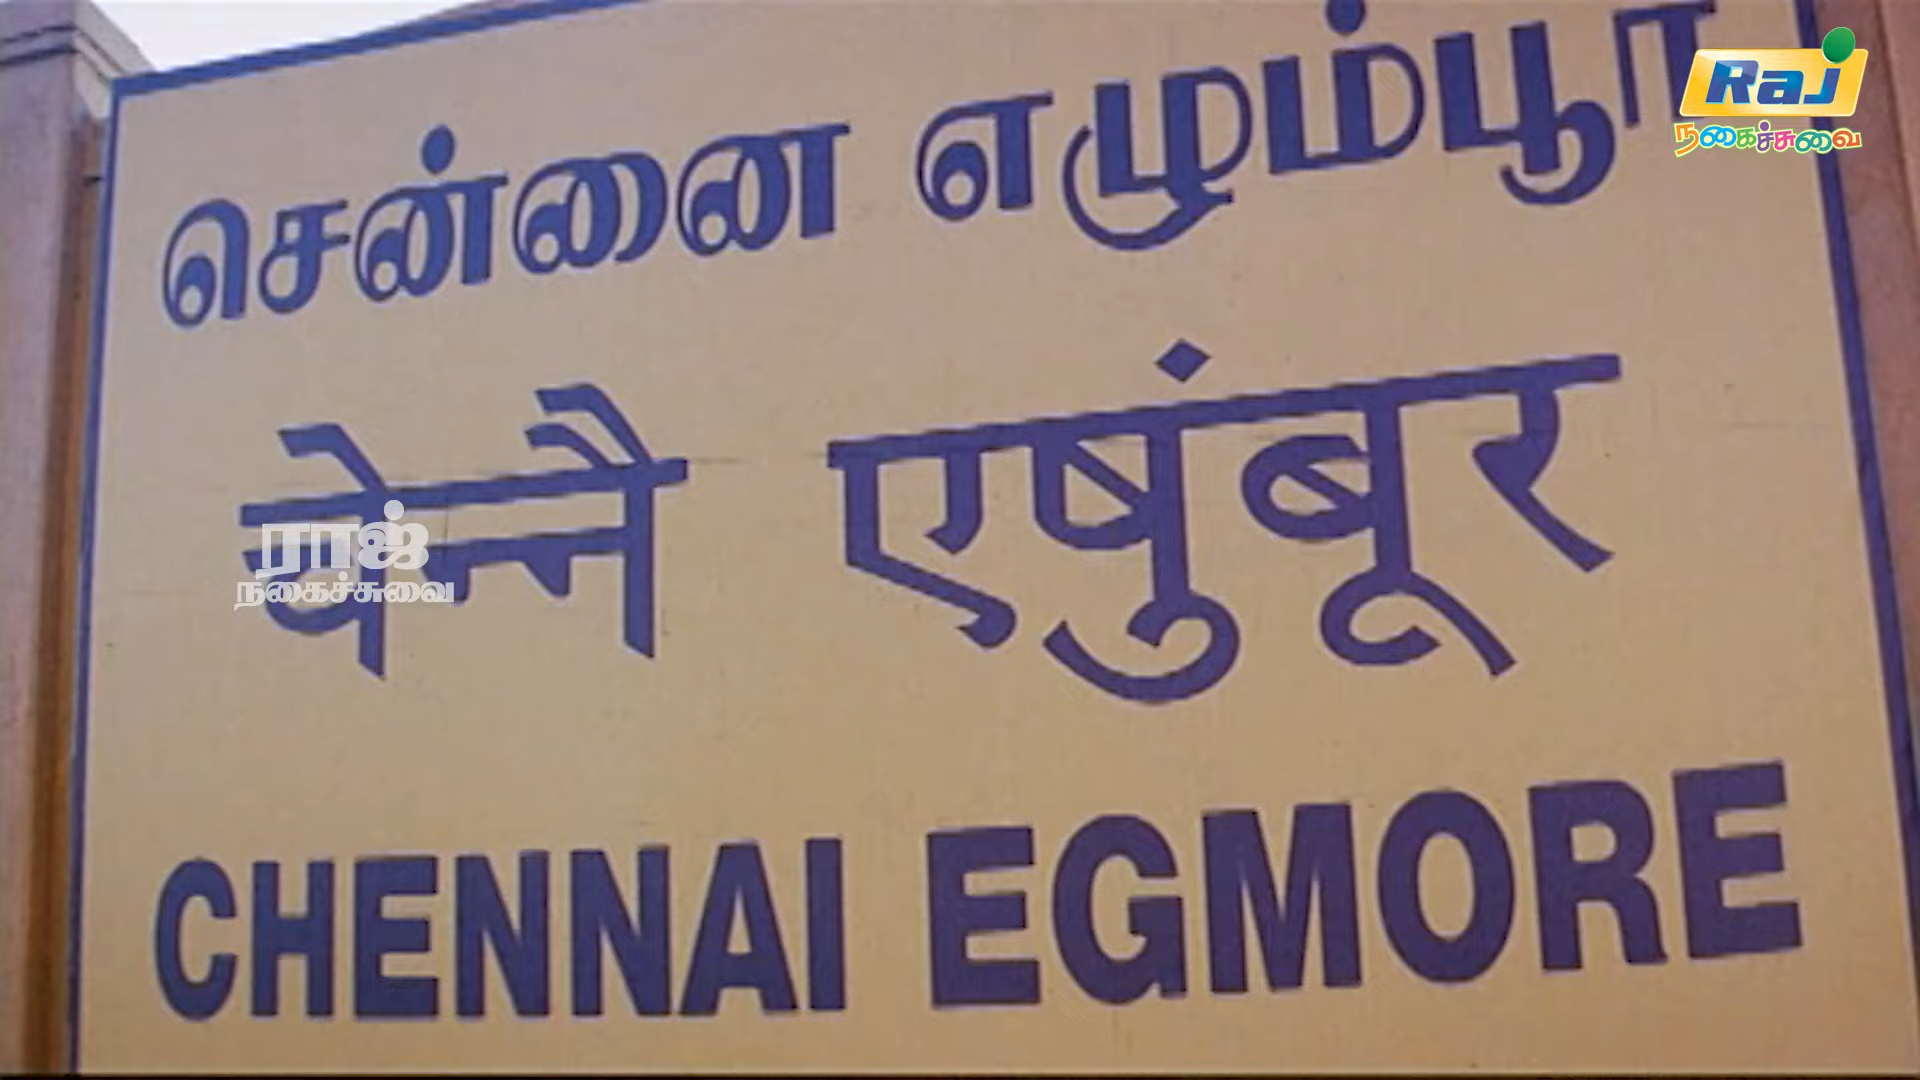 சென்னை எழும்பூர்
Raj
நகைச்சுவை
चेन्नै एषुंबूर
ராஜ்
நகைச்சுவை
CHENNAI EGMORE